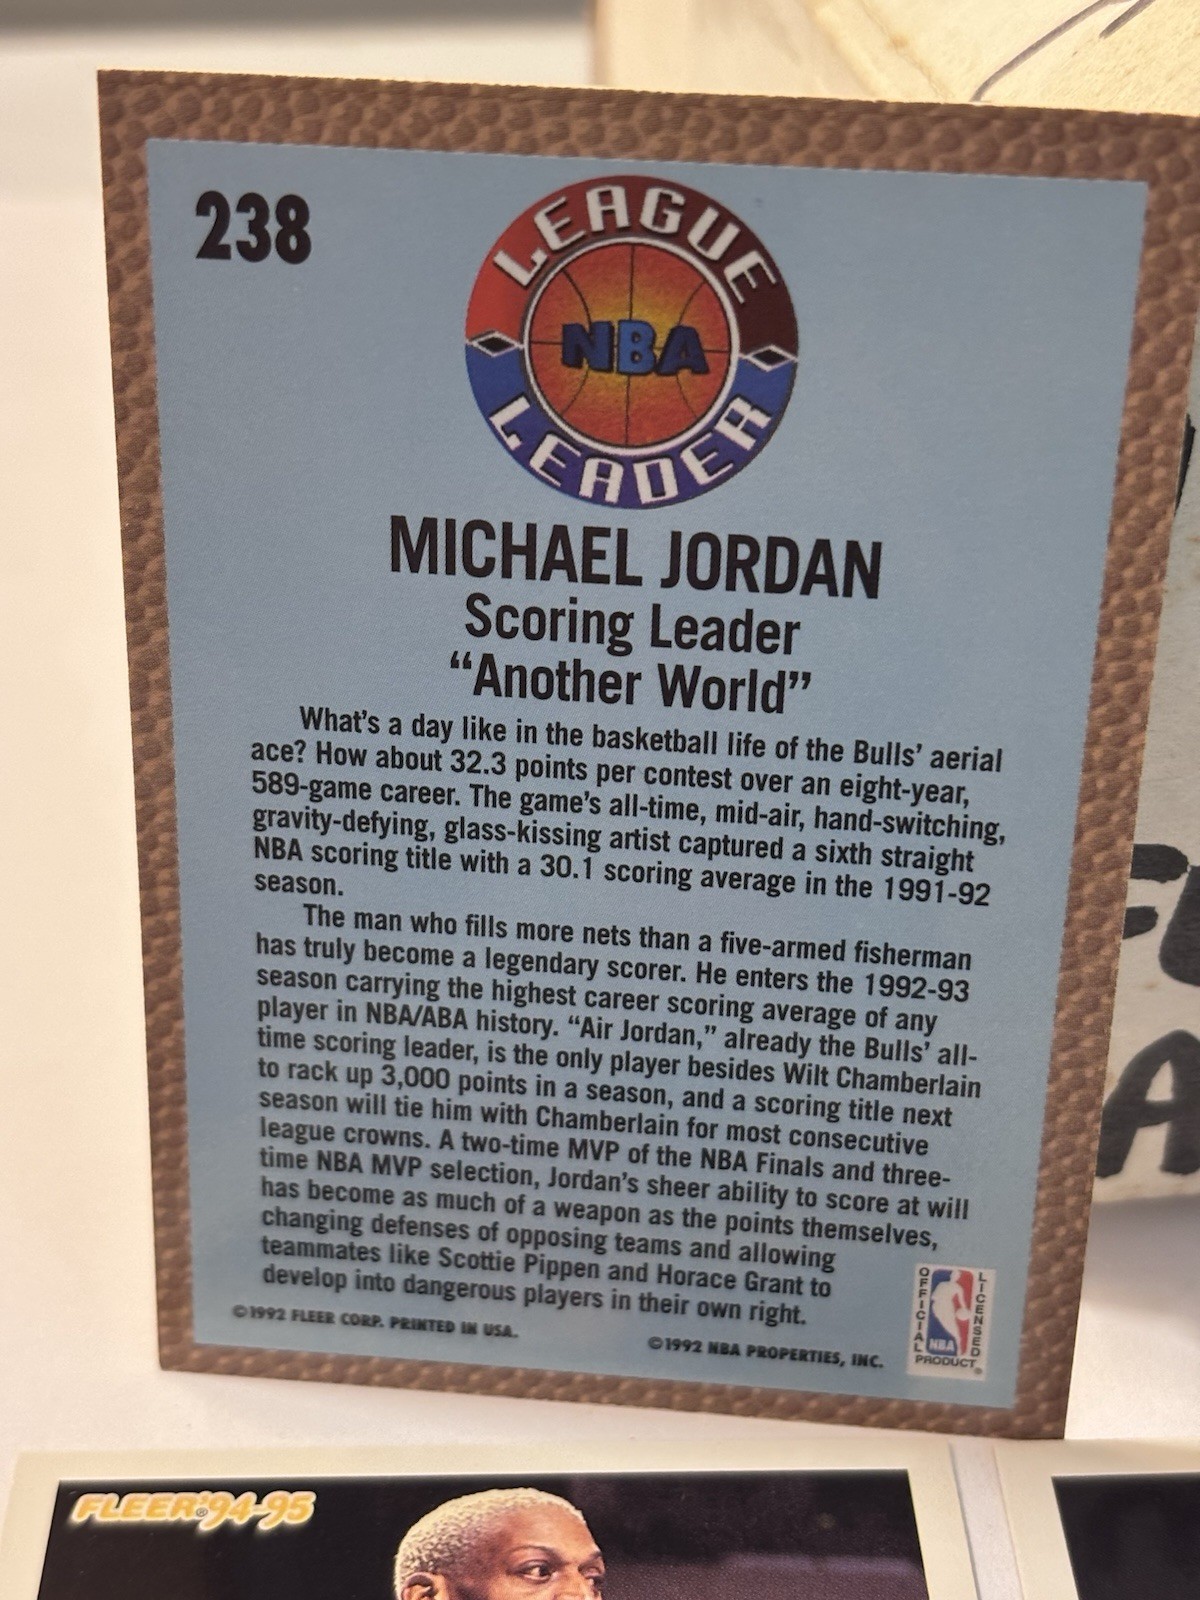 238
LEAGUE
NBA
LEADER
MICHAEL JORDAN
Scoring Leader
“Another World”
What's a day like in the basketball life of the Bulls' aerial
ace? How about 32.3 points per contest over an eight-year,
589-game career. The game's all-time, mid-air, hand-switching,
gravity-defying, glass-kissing artist captured a sixth straight
NBA scoring title with a 30.1 scoring average in the 1991-92
season.
The man who fills more nets than a five-armed fisherman
has truly become a legendary scorer. He enters the 1992-93
season carrying the highest career scoring average of any
player in NBA/ABA history. “Air Jordan,” already the Bulls' all-
time scoring leader, is the only player besides Wilt Chamberlain
to rack up 3,000 points in a season, and a scoring title next
season will tie him with Chamberlain for most consecutive
league crowns. A two-time MVP of the NBA Finals and three-
time NBA MVP selection, Jordan's sheer ability to score at will
has become as much of a weapon as the points themselves,
changing defenses of opposing teams and allowing
teammates like Scottie Pippen and Horace Grant to
develop into dangerous players in their own right.
©1992 FLEER CORP. PRINTED IN USA.
©1992 NBA PROPERTIES, INC.
OFFICIAL
NBA
LICENSED
PRODUCT®
FLEER®'94-95